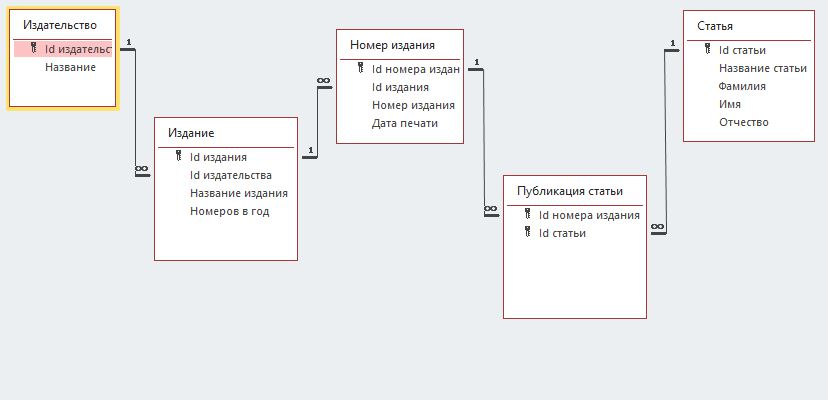 Издательство
Id издательст
Название
1
∞
Издание
Id издания
Id издательства
Название издания
Номеров в год
1
∞
Номер издания
Id номера издан
Id издания
Номер издания
Дата печати
1
∞
Публикация статьи
Id номера издания
Id статьи
∞
1
Статья
Id статьи
Название статьи
Фамилия
Имя
Отчество